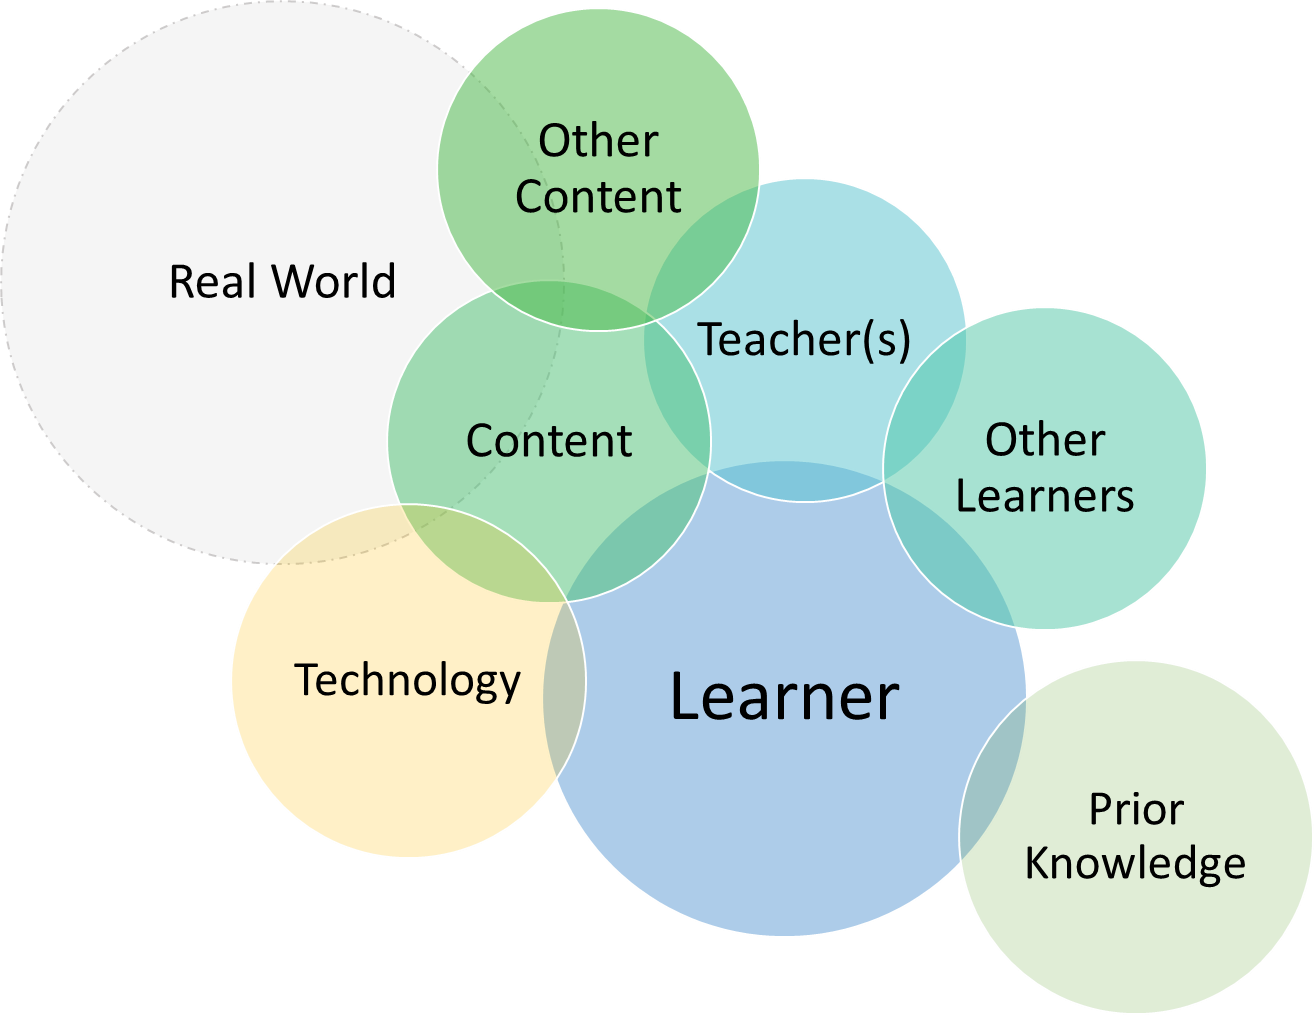 Other
Content
Real World
Teacher(s)
Content
Other
Learners
Technology
Learner
Prior
Knowledge